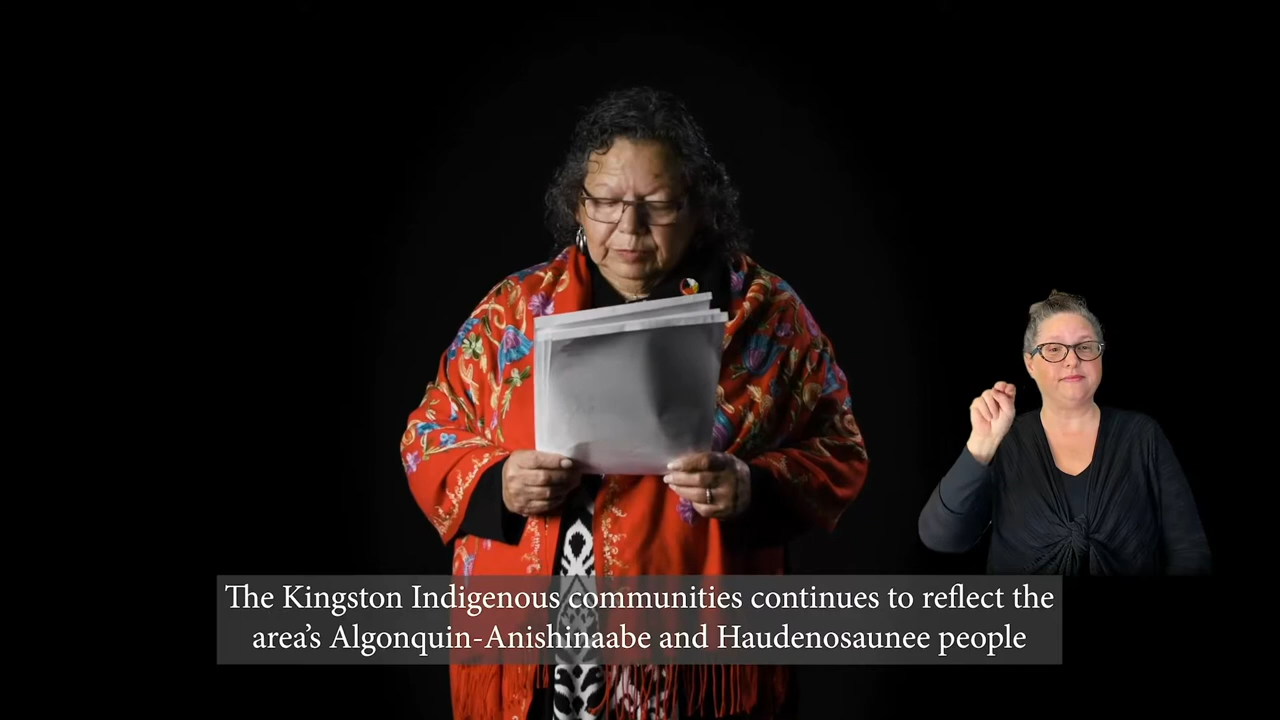 The Kingston Indigenous communities continues to reflect the
area's Algonquin-Anishinaabe and Haudenosaunee people